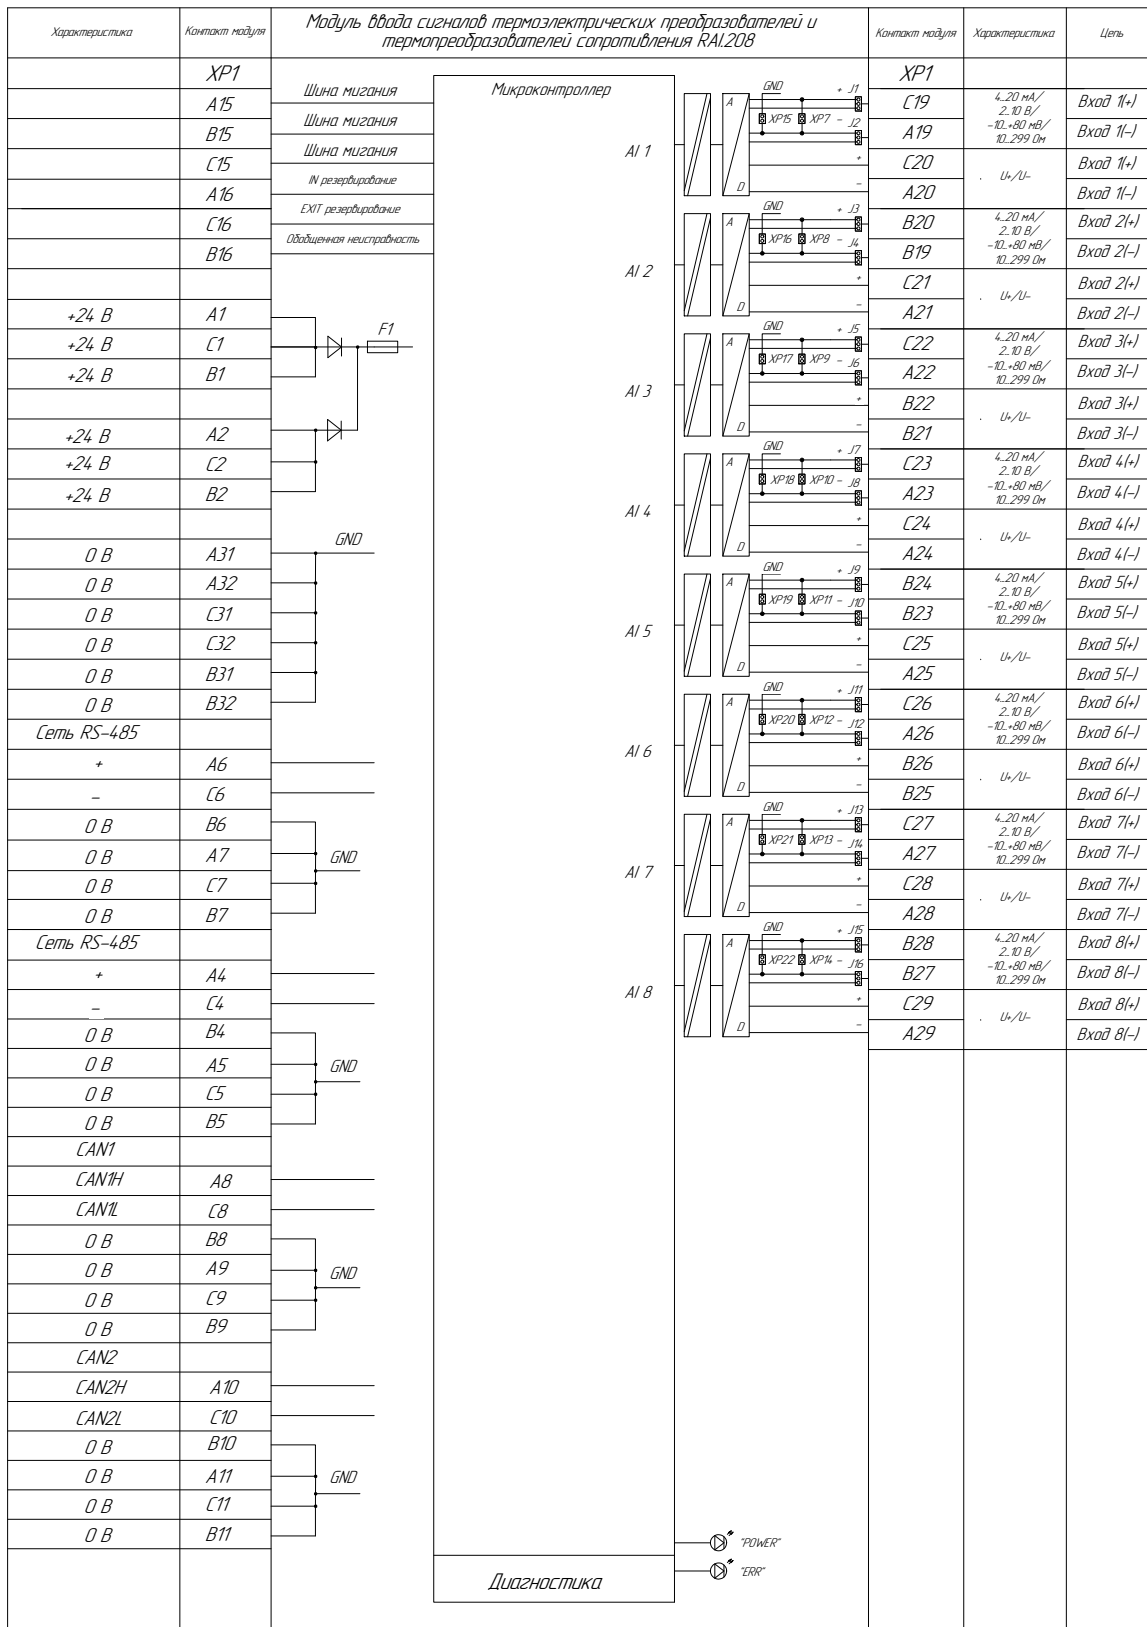 Характеристика
Контакт модуля
Модуль ввода сигналов термоэлектрических преобразователей и
термопреобразователей сопротивления RAI.208
Контакт модуля
Характеристика
Цепь
XP1
A15
B15
C15
A16
C16
B16
Шина мигания
Шина мигания
Шина мигания
IN резервирование
EXIT резервирование
Обобщенная неисправность
+24 В A1
+24 В C1
+24 В B1
F1
+24 В A2
+24 В C2
+24 В B2
0 В A31
GND
0 В A32
0 В C31
0 В C32
0 В B31
0 В B32
Сеть RS-485
+ A6
- C6
0 В B6
0 В A7
GND
0 В C7
0 В B7
Сеть RS-485
+ A4
- C4
0 В B4
0 В A5
GND
0 В C5
0 В B5
CAN1
CAN1H A8
CAN1L C8
0 В B8
0 В A9
GND
0 В C9
0 В B9
CAN2
CAN2H A10
CAN2L C10
0 В B10
0 В A11
GND
0 В C11
0 В B11
Микроконтроллер
Диагностика
"POWER"
"ERR"
AI 1
A
D
GND
XP15 XP7
+ J1
- J2
+
-
AI 2
A
D
GND
XP16 XP8
+ J3
- J4
+
-
AI 3
A
D
GND
XP17 XP9
+ J5
- J6
+
-
AI 4
A
D
GND
XP18 XP10
+ J7
- J8
+
-
AI 5
A
D
GND
XP19 XP11
+ J9
- J10
+
-
AI 6
A
D
GND
XP20 XP12
+ J11
- J12
+
-
AI 7
A
D
GND
XP21 XP13
+ J13
- J14
+
-
AI 8
A
D
GND
XP22 XP14
+ J15
- J16
+
-
XP1
C19
A19
4...20 мА/
2...10 В/
-10...+80 мВ/
10...299 Ом
Вход 1(+)
Вход 1(-)
C20
A20
U+/U-
Вход 1(+)
Вход 1(-)
B20
B19
4...20 мА/
2...10 В/
-10...+80 мВ/
10...299 Ом
Вход 2(+)
Вход 2(-)
C21
A21
U+/U-
Вход 2(+)
Вход 2(-)
C22
A22
4...20 мА/
2...10 В/
-10...+80 мВ/
10...299 Ом
Вход 3(+)
Вход 3(-)
B22
B21
U+/U-
Вход 3(+)
Вход 3(-)
C23
A23
4...20 мА/
2...10 В/
-10...+80 мВ/
10...299 Ом
Вход 4(+)
Вход 4(-)
C24
A24
U+/U-
Вход 4(+)
Вход 4(-)
B24
B23
4...20 мА/
2...10 В/
-10...+80 мВ/
10...299 Ом
Вход 5(+)
Вход 5(-)
C25
A25
U+/U-
Вход 5(+)
Вход 5(-)
C26
A26
4...20 мА/
2...10 В/
-10...+80 мВ/
10...299 Ом
Вход 6(+)
Вход 6(-)
B26
B25
U+/U-
Вход 6(+)
Вход 6(-)
C27
A27
4...20 мА/
2...10 В/
-10...+80 мВ/
10...299 Ом
Вход 7(+)
Вход 7(-)
C28
A28
U+/U-
Вход 7(+)
Вход 7(-)
B28
B27
4...20 мА/
2...10 В/
-10...+80 мВ/
10...299 Ом
Вход 8(+)
Вход 8(-)
C29
A29
U+/U-
Вход 8(+)
Вход 8(-)